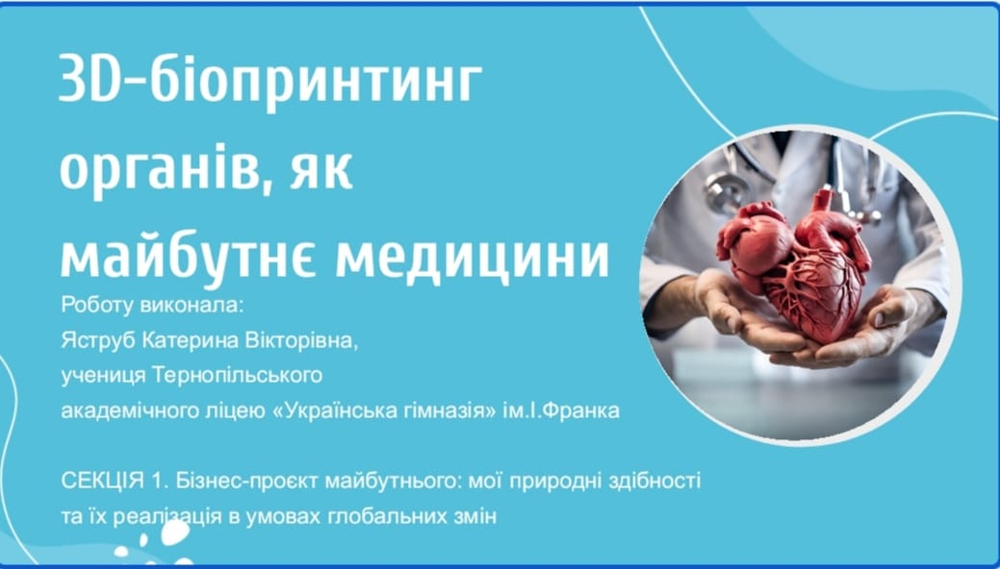 3D-біопринтинг
органів, як
майбутнє медицини
Роботу виконала:
Яструб Катерина Вікторівна,
учениця Тернопільського
академічного ліцею «Українська гімназія» ім.І.Франка
СЕКЦІЯ 1. Бізнес-проєкт майбутнього: мої природні здібності
та їх реалізація в умовах глобальних змін